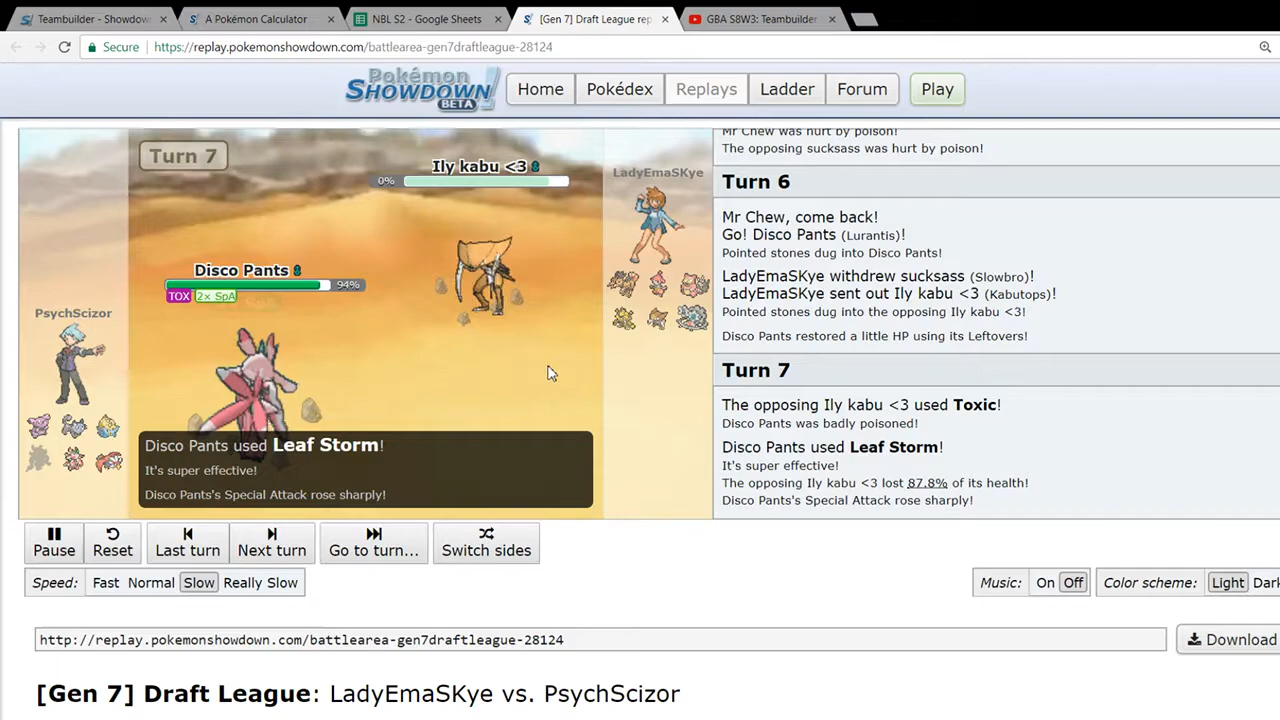 Teambuilder - Showdow
A Pokémon Calculator
NBL S2 - Google Sheets
[Gen 7] Draft League rep
GBA S8W3: Teambuilder
Secure
https://replay.pokemonshowdown.com/battlearea-gen7draftleague-28124
Pokémon
SHOWDOWN!
BETA
Home
Pokédex
Replays
Ladder
Forum
Play
Turn 7
Ily kabu <3
0%
LadyEmaSKye
Disco Pants
94%
TOX
2× SpA
PsychScizor
Disco Pants used Leaf Storm!
It's super effective!
Disco Pants's Special Attack rose sharply!
Mr Chew was hurt by poison!
The opposing sucksass was hurt by poison!
Turn 6
Mr Chew, come back!
Go! Disco Pants (Lurantis)!
Pointed stones dug into Disco Pants!
LadyEmaSKye withdrew sucksass (Slowbro)!
LadyEmaSKye sent out Ily kabu <3 (Kabutops)!
Pointed stones dug into the opposing Ily kabu <3!
Disco Pants restored a little HP using its Leftovers!
Turn 7
The opposing Ily kabu <3 used Toxic!
Disco Pants was badly poisoned!
Disco Pants used Leaf Storm!
It's super effective!
The opposing Ily kabu <3 lost 87.8% of its health!
Disco Pants's Special Attack rose sharply!
Pause
Reset
Last turn
Next turn
Go to turn...
Switch sides
Speed: Fast Normal Slow Really Slow
Music: On Off
Color scheme: Light Dark
http://replay.pokemonshowdown.com/battlearea-gen7draftleague-28124
Download
[Gen 7] Draft League: LadyEmaSKye vs. PsychScizor